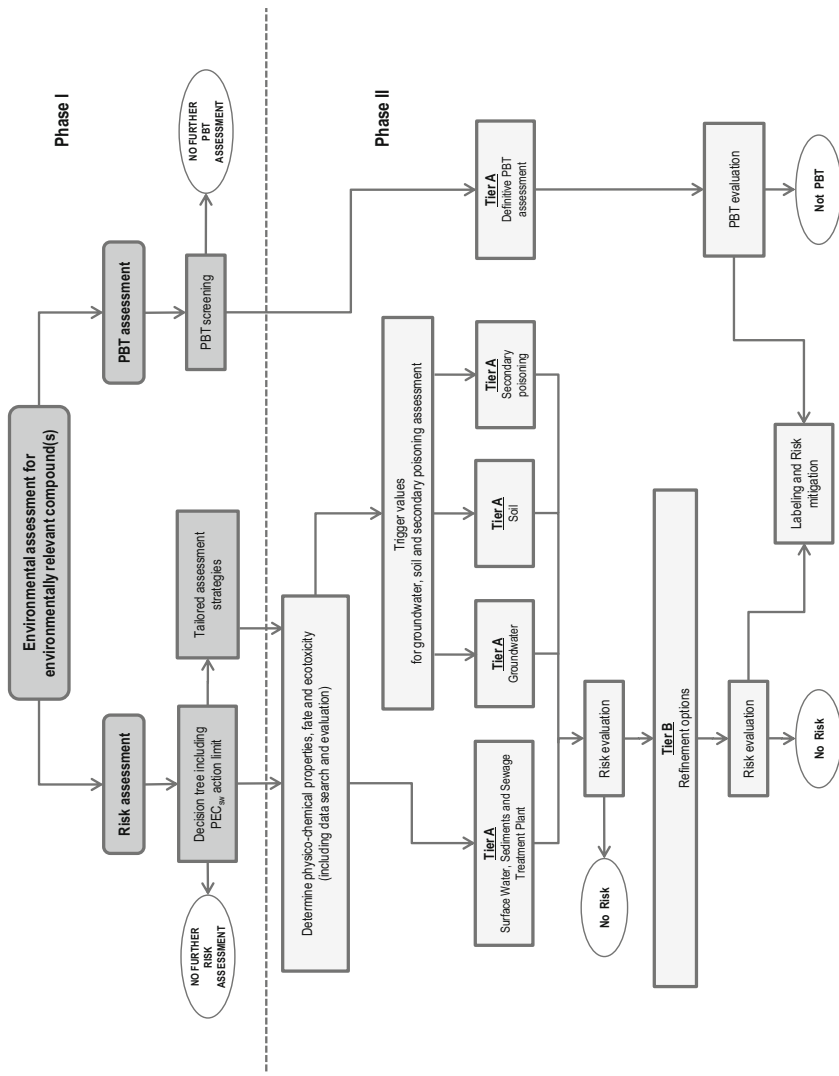 Environmental assessment for
environmentally relevant compound(s)
Phase I
Risk assessment
PBT assessment
Decision tree including
PECsw action limit
Tailored assessment
strategies
PBT screening
NO FURTHER
RISK
ASSESSMENT
NO FURTHER
PBT
ASSESSMENT
Phase II
Determine physico-chemical properties, fate and ecotoxicity
(including data search and evaluation)
Trigger values
for groundwater, soil and secondary poisoning assessment
Tier A
Surface Water, Sediments and Sewage
Treatment Plant
Tier A
Groundwater
Tier A
Soil
Tier A
Secondary
poisoning
Tier A
Definitive PBT
assessment
Risk evaluation
No Risk
Tier B
Refinement options
Risk evaluation
PBT evaluation
Labeling and Risk
mitigation
No Risk
Not PBT